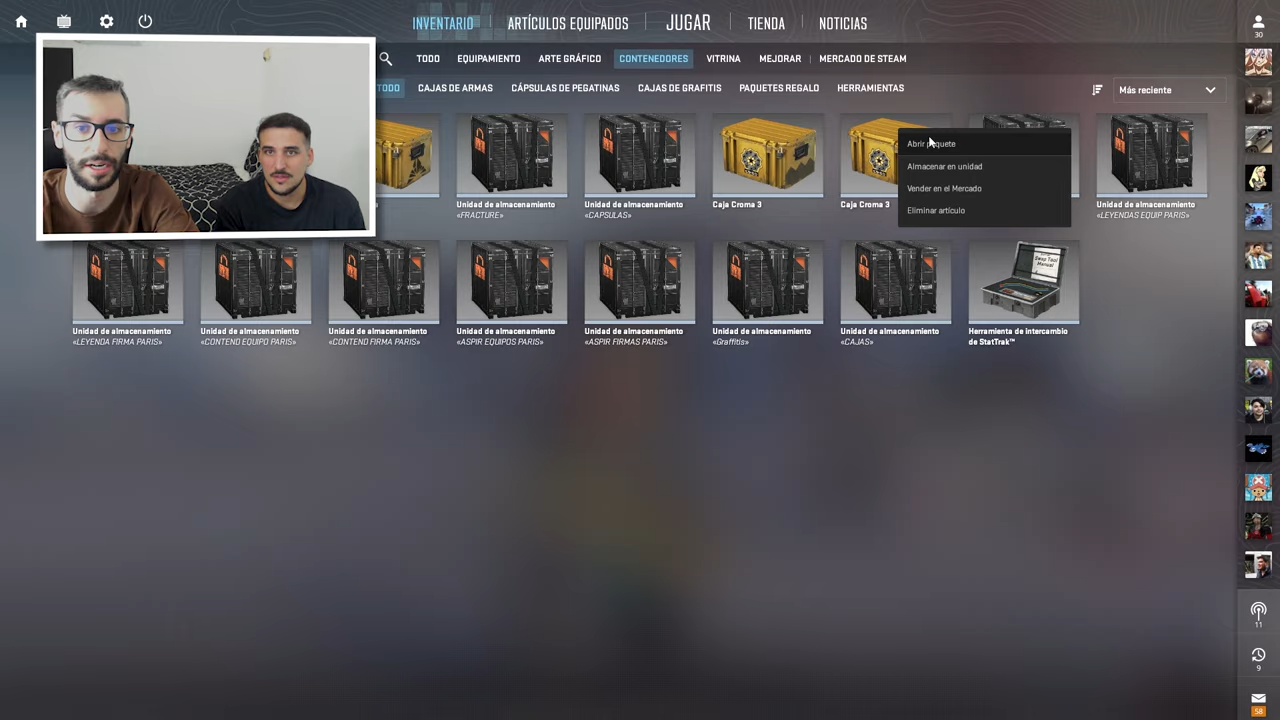 INVENTARIO
ARTÍCULOS EQUIPADOS
JUGAR
TIENDA
NOTICIAS
30
TODO
EQUIPAMIENTO
ARTE GRÁFICO
CONTENEDORES
VITRINA
MEJORAR
MERCADO DE STEAM
TODO
CAJAS DE ARMAS
CÁPSULAS DE PEGATINAS
CAJAS DE GRAFITIS
PAQUETES REGALO
HERRAMIENTAS
Más reciente
Abrir paquete
Almacenar en unidad
Vender en el Mercado
Eliminar artículo
Unidad de almacenamiento
«FRACTURE»
Unidad de almacenamiento
«CAPSULAS»
Caja Croma 3
Caja Croma 3
Unidad de almacenamiento
«LEYENDAS EQUIP PARIS»
Unidad de almacenamiento
«LEYENDA FIRMA PARIS»
Unidad de almacenamiento
«CONTEND EQUIPO PARIS»
Unidad de almacenamiento
«CONTEND FIRMA PARIS»
Unidad de almacenamiento
«ASPIR EQUIPOS PARIS»
Unidad de almacenamiento
«ASPIR FIRMAS PARIS»
Unidad de almacenamiento
«Graffitis»
Unidad de almacenamiento
«CAJAS»
Swap Tool
Manual
Herramienta de intercambio
de StatTrak™
11
9
58